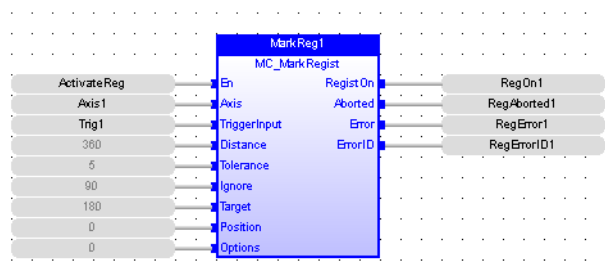 MarkReg1
MC_MarkRegist
ActivateReg En RegistOn RegOn1
Axis1 Axis Aborted RegAborted1
Trig1 TriggerInput Error RegError1
360 Distance ErrorID RegErrorID1
5 Tolerance
90 Ignore
180 Target
0 Position
0 Options